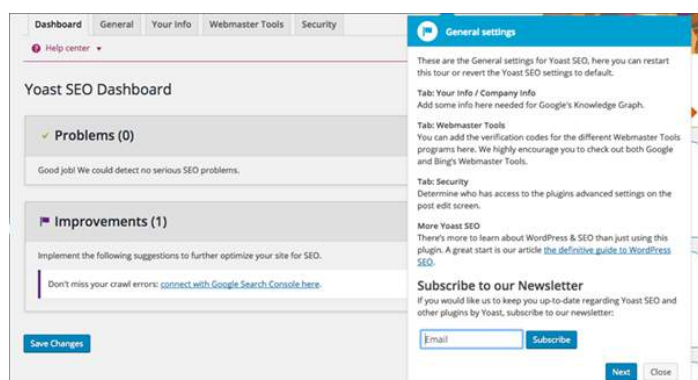 Dashboard General Your Info Webmaster Tools Security
Help center
Yoast SEO Dashboard
Problems (0)
Good job! We could detect no serious SEO problems.
Improvements (1)
Implement the following suggestions to further optimize your site for SEO.
Don't miss your crawl errors: connect with Google Search Console here.
Save Changes
General settings
These are the General settings for Yoast SEO, here you can restart
this tour or revert the Yoast SEO settings to default.
Tab: Your Info / Company Info
Add some info here needed for Google's Knowledge Graph.
Tab: Webmaster Tools
You can add the verification codes for the different Webmaster Tools
programs here. We highly encourage you to check out both Google
and Bing's Webmaster Tools.
Tab: Security
Determine who has access to the plugins advanced settings on the
post edit screen.
More Yoast SEO
There's more to learn about WordPress & SEO than just using this
plugin. A great start is our article the definitive guide to WordPress
SEO.
Subscribe to our Newsletter
If you would like us to keep you up-to-date regarding Yoast SEO and
other plugins by Yoast, subscribe to our newsletter:
Email Subscribe
Next Close